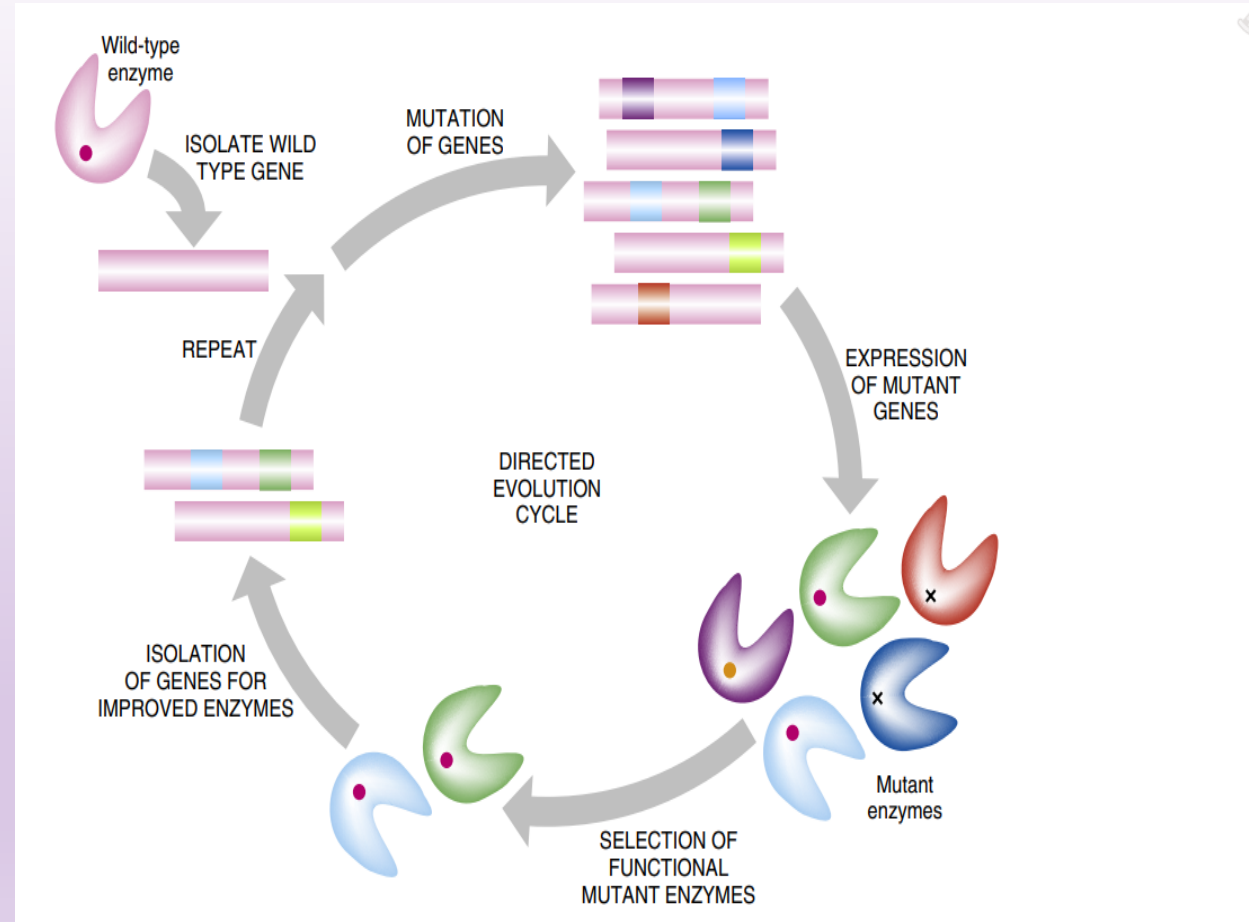 Wild-type
enzyme
ISOLATE WILD
TYPE GENE
MUTATION
OF GENES
EXPRESSION
OF MUTANT
GENES
REPEAT
DIRECTED
EVOLUTION
CYCLE
ISOLATION
OF GENES FOR
IMPROVED ENZYMES
Mutant
enzymes
SELECTION OF
FUNCTIONAL
MUTANT ENZYMES